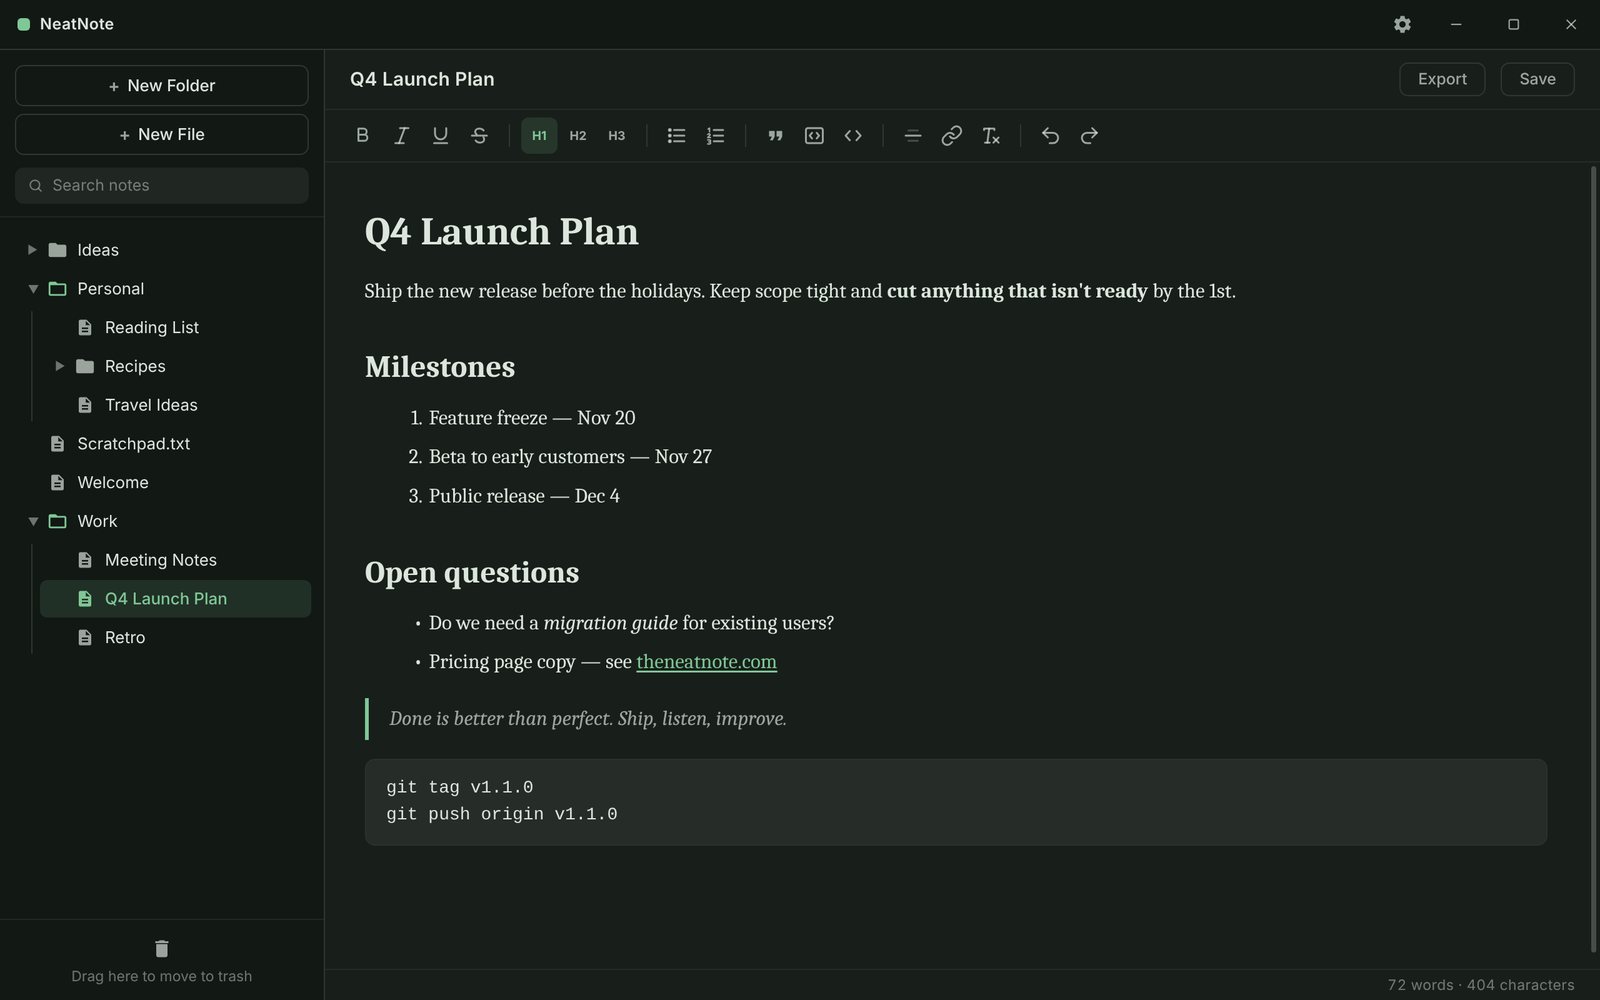 NeatNote
+ New Folder
+ New File
Search notes
Ideas
Personal
Reading List
Recipes
Travel Ideas
Scratchpad.txt
Welcome
Work
Meeting Notes
Q4 Launch Plan
Retro
Drag here to move to trash
Q4 Launch Plan
Export
Save
B I U S H1 H2 H3
Q4 Launch Plan
Ship the new release before the holidays. Keep scope tight and cut anything that isn't ready by the 1st.
Milestones
1. Feature freeze — Nov 20
2. Beta to early customers — Nov 27
3. Public release — Dec 4
Open questions
• Do we need a migration guide for existing users?
• Pricing page copy — see theneatnote.com
Done is better than perfect. Ship, listen, improve.
git tag v1.1.0
git push origin v1.1.0
72 words · 404 characters